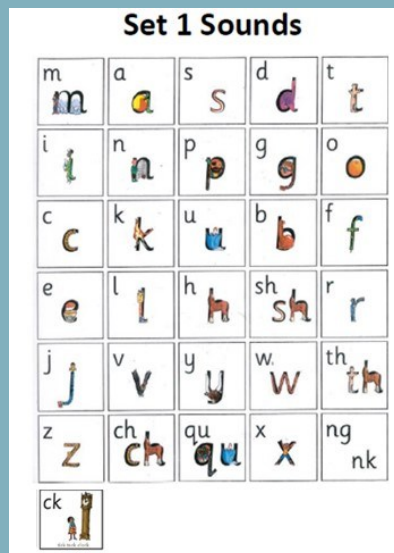 Set 1 Sounds
m a s d t
m a s d t
i n p g o
i n p g o
c k u b f
c k u b f
e l h sh r
e l h sh r
j v y w. th
j v y w th
z ch qu x ng
z ch qu x nk
ck